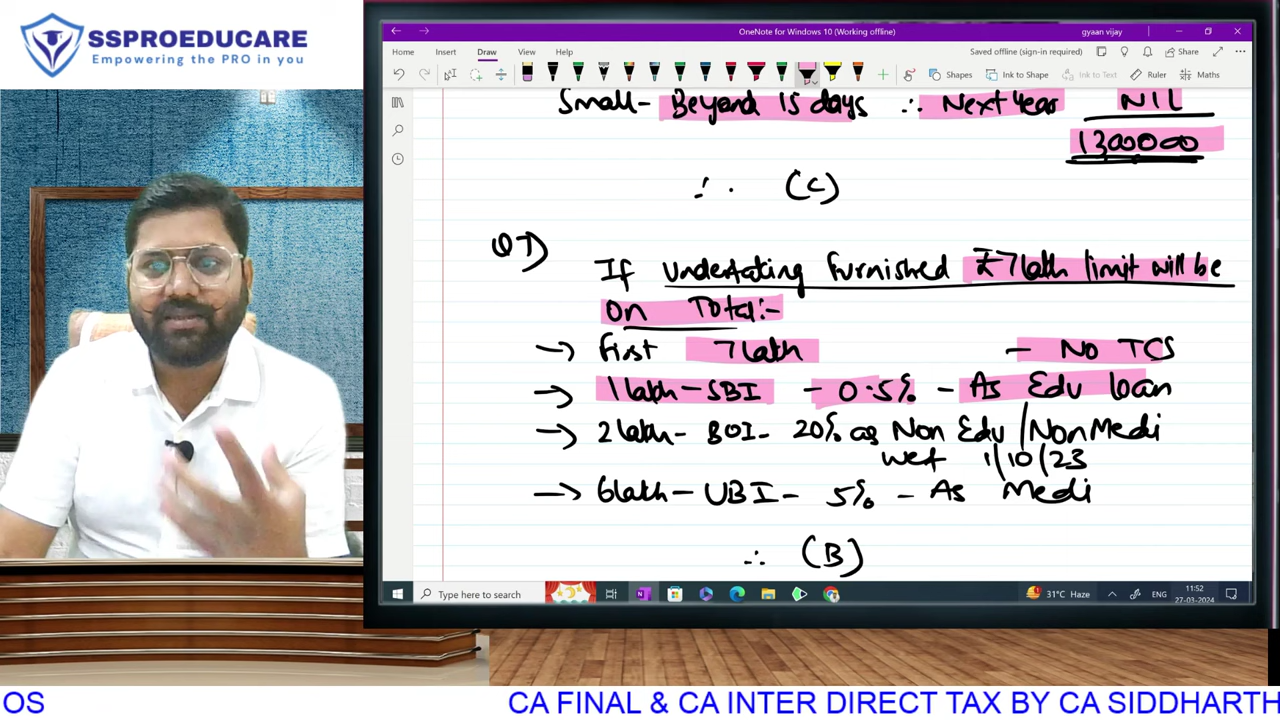 SSPROEDUCARE
Empowering the PRO in you
OneNote for Windows 10 (Working offline)
gyaan vijay
Home Insert Draw View Help
Saved offline (sign-in required)
Share
Shapes Ink to Shape Ink to Text Ruler Maths
Small- Beyond 15 days ∴ Next Year NIL
1300000
∴ (C)
If undertaking furnished ₹7lakh limit will be
on Total:-
→ first 7lakh - No TCS
→ 1lakh-SBI - 0.5% - As Edu loan
→ 2lakh- BOI- 20% as Non Edu/NonMedi
wef 1/10/23
→ 6lakh-UBI- 5% - As Medi
∴ (B)
Type here to search
31°C Haze
ENG
11:52
27-03-2024
OS CA FINAL & CA INTER DIRECT TAX BY CA SIDDHARTH